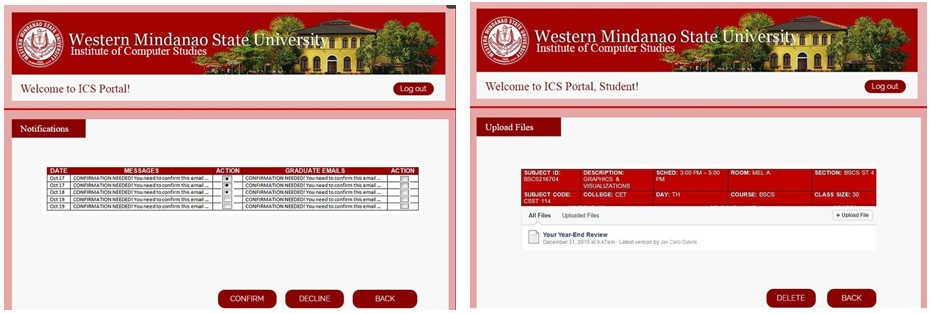 Western Mindanao State University
Institute of Computer Studies
Welcome to ICS Portal!
Log out
Notifications
DATE MESSAGES ACTION GRADUATE EMAILS ACTION
Oct 17 CONFIRMATION NEEDED! You need to confirm this email ... CONFIRMATION NEEDED! You need to confirm this email ...
Oct 17 CONFIRMATION NEEDED! You need to confirm this email ... CONFIRMATION NEEDED! You need to confirm this email ...
Oct 18 CONFIRMATION NEEDED! You need to confirm this email ... CONFIRMATION NEEDED! You need to confirm this email ...
Oct 19 CONFIRMATION NEEDED! You need to confirm this email ... CONFIRMATION NEEDED! You need to confirm this email ...
Oct 19 CONFIRMATION NEEDED! You need to confirm this email ... CONFIRMATION NEEDED! You need to confirm this email ...
CONFIRM DECLINE BACK
Western Mindanao State University
Institute of Computer Studies
Welcome to ICS Portal, Student!
Log out
Upload Files
SUBJECT ID: DESCRIPTION: SCHED: 3:00 PM – 5:00 ROOM: MEL A SECTION: BSCS ST 4
BSCS216704 GRAPHICS & PM
VISUALIZATIONS
SUBJECT CODE: COLLEGE: CET DAY: TH COURSE: BSCS CLASS SIZE: 30
CSST 114
All Files Uploaded Files + Upload File
Your Year-End Review
December 31, 2015 at 9:47am · Latest version by Jan Carlo
DELETE BACK